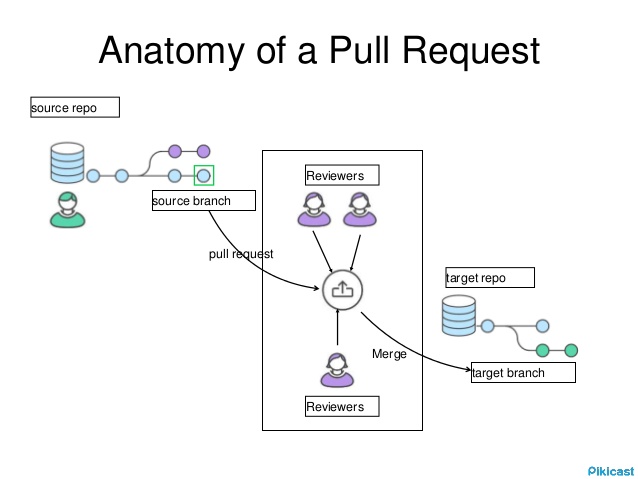 Anatomy of a Pull Request
source repo
Reviewers
source branch
pull request
target repo
Merge
target branch
Reviewers
Pikicast